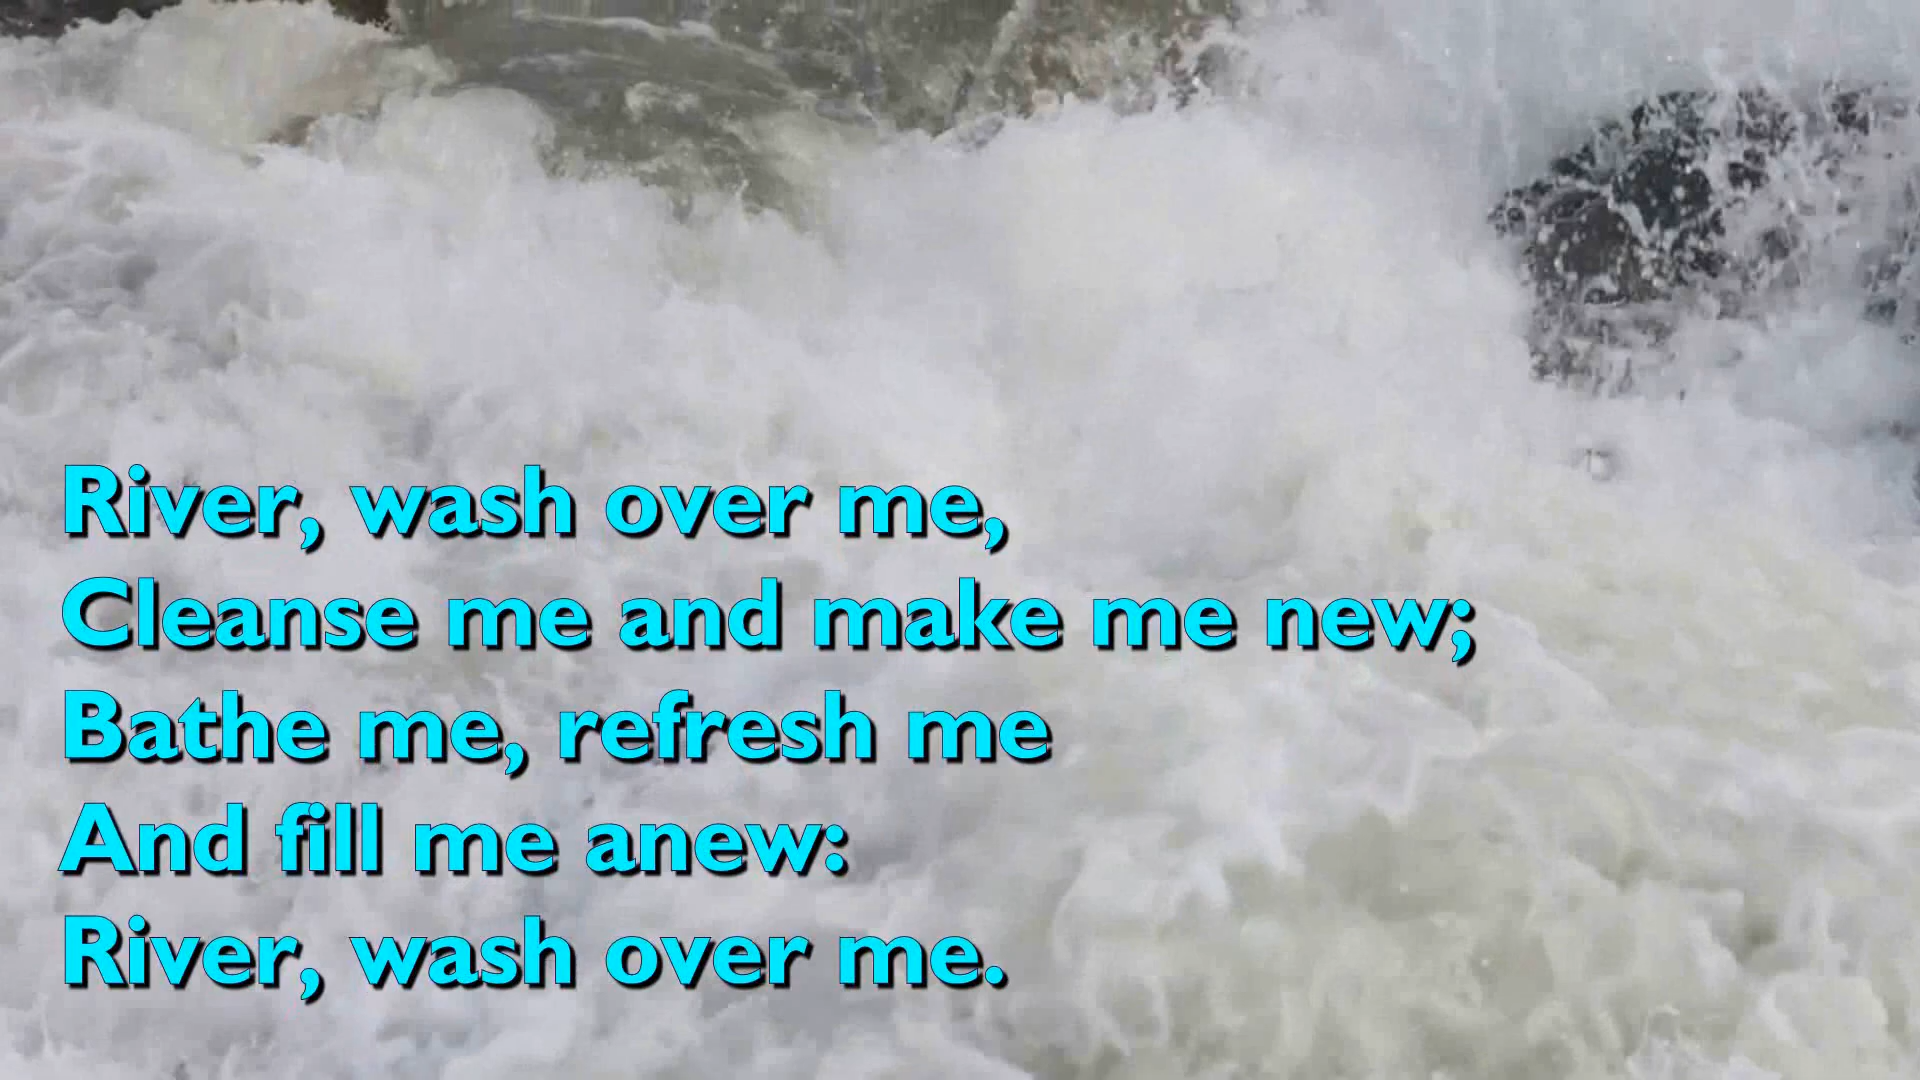 River, wash over me,
Cleanse me and make me new;
Bathe me, refresh me
And fill me anew:
River, wash over me.